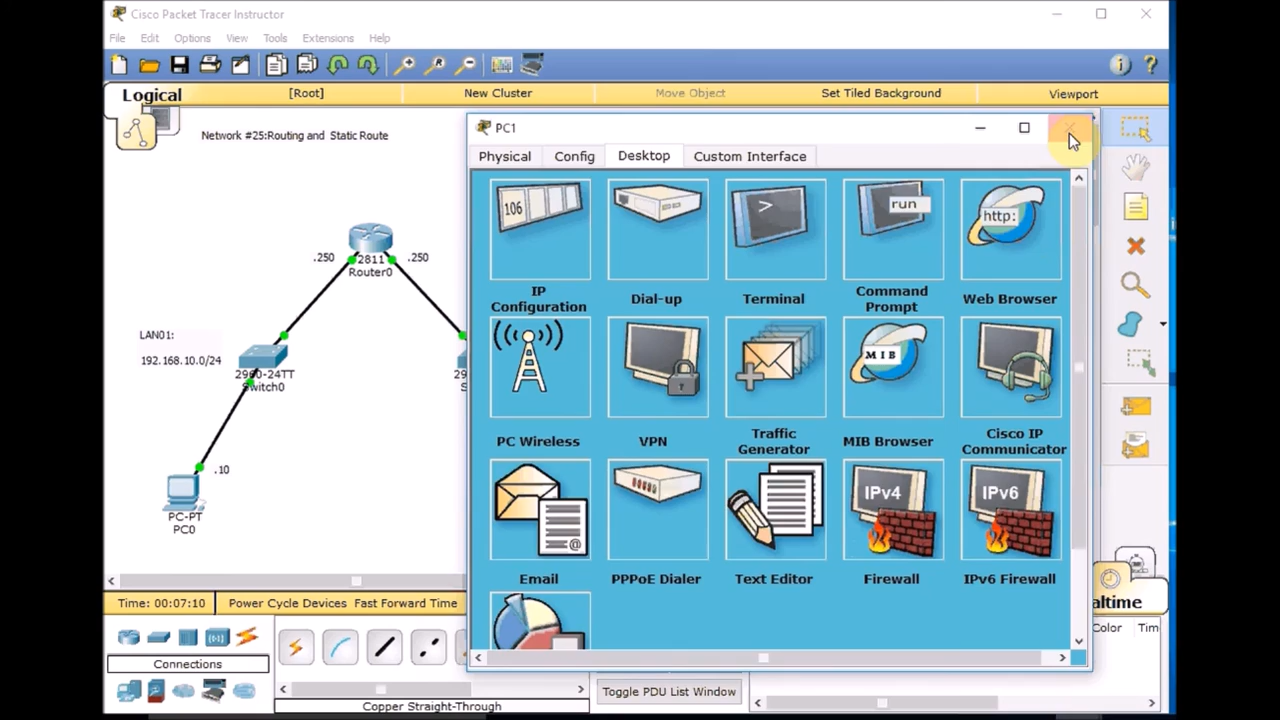 Cisco Packet Tracer Instructor
File Edit Options View Tools Extensions Help
Logical [Root] New Cluster Move Object Set Tiled Background Viewport
Network #25:Routing and Static Route
PC1
Physical Config Desktop Custom Interface
106
>
run
http:
IP Configuration
Dial-up
Terminal
Command Prompt
Web Browser
MIB
PC Wireless
VPN
Traffic Generator
MIB Browser
Cisco IP Communicator
@
IPv4
IPv6
Email
PPPoE Dialer
Text Editor
Firewall
IPv6 Firewall
.250
2811
Router0
.250
LAN01:
192.168.10.0/24
2960-24TT
Switch0
29
S
.10
PC-PT
PC0
Time: 00:07:10 Power Cycle Devices Fast Forward Time
altime
Connections
Copper Straight-Through
Toggle PDU List Window
Color Tim